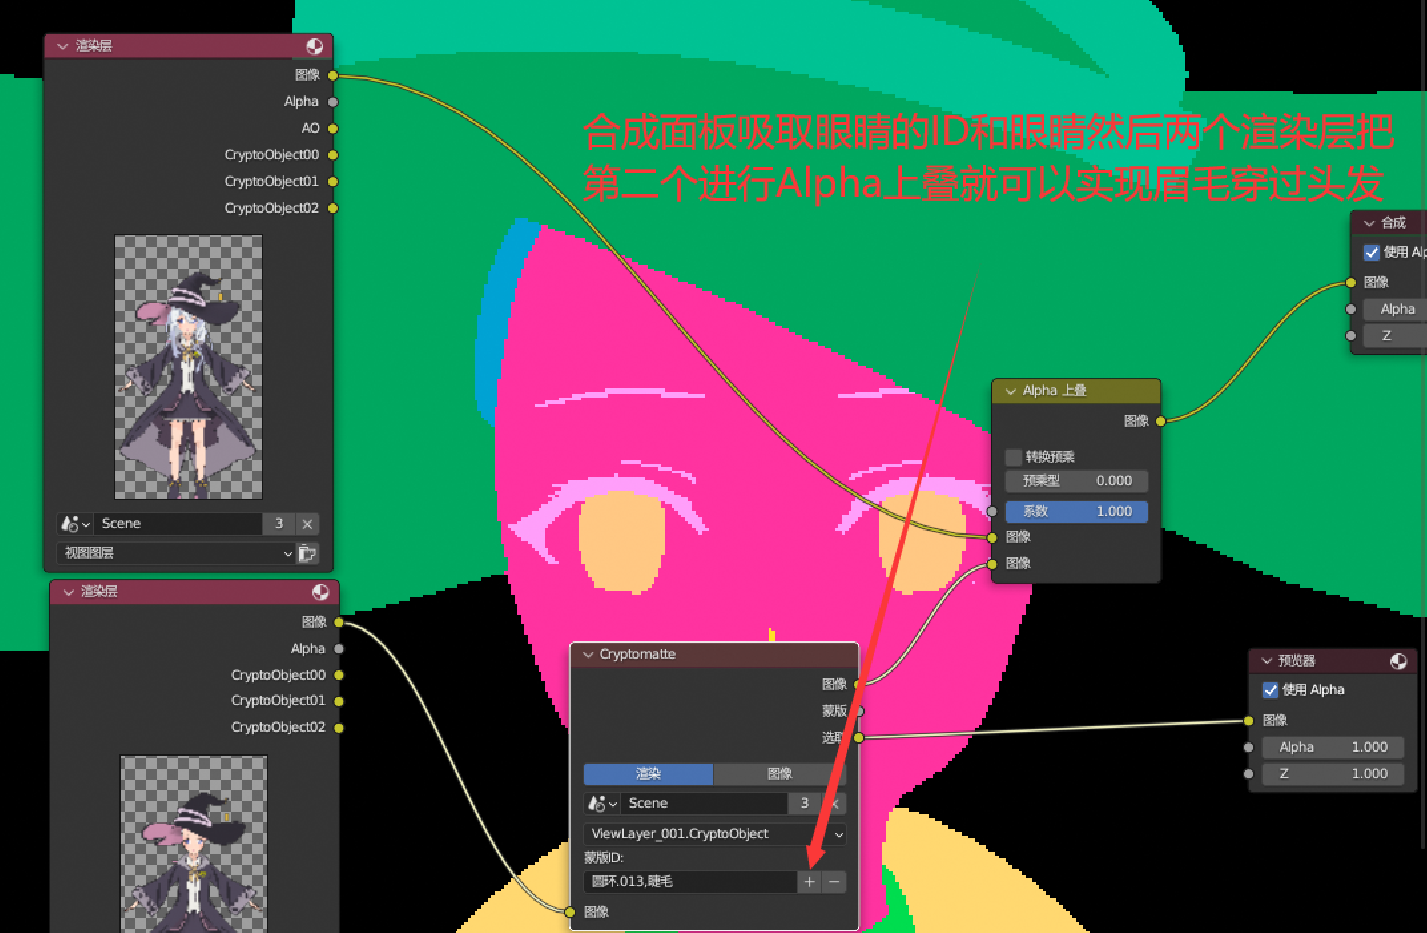 渲染层
图像
Alpha
AO
CryptoObject00
CryptoObject01
CryptoObject02
Scene
3
视图图层
渲染层
图像
Alpha
CryptoObject00
CryptoObject01
CryptoObject02
合成面板吸取眼睛的ID和眼睛然后两个渲染层把
第二个进行Alpha上叠就可以实现眉毛穿过头发
Cryptomatte
图像
蒙版
选取
渲染 图像
Scene
3
ViewLayer_001.CryptoObject
蒙版ID:
圆环.013,睫毛
+ −
图像
Alpha 上叠
图像
转换预乘
预乘型 0.000
系数 1.000
图像
图像
合成
使用 Alp
图像
Alpha
Z
预览器
使用 Alpha
图像
Alpha 1.000
Z 1.000